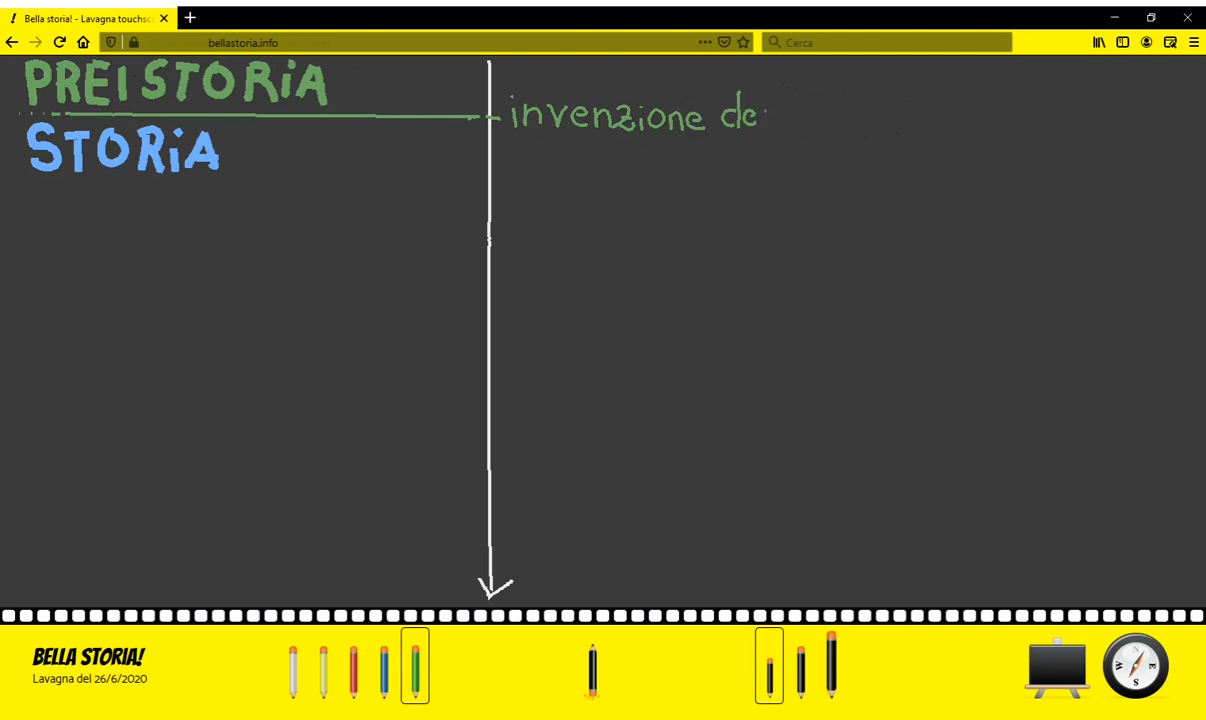 Bella storia! - Lavagna touchsc
bellastoria.info
Cerca
PREISTORiA
invenzione de
STORiA
BELLA STORIA!
Lavagna del 26/6/2020
N
W E
S